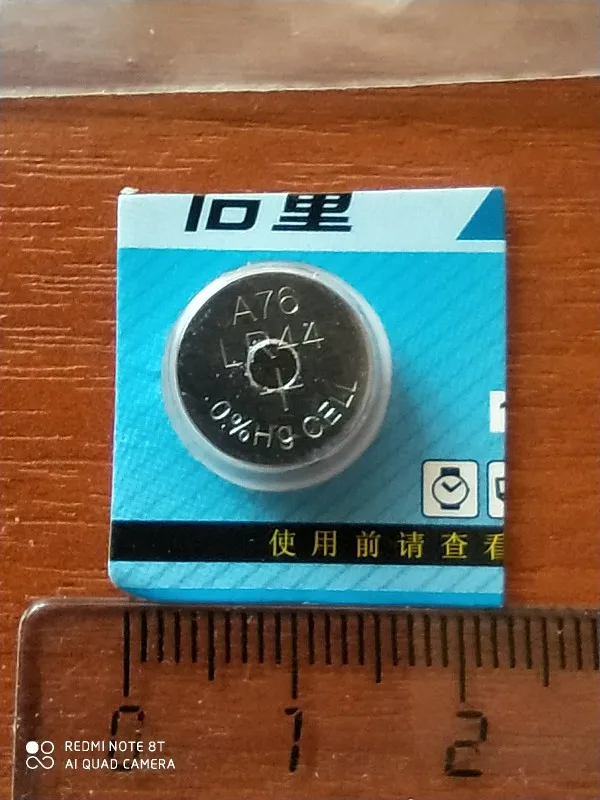 A76
LR44
+
0%Hg CELL
使用前请查看
0 1 2
REDMI NOTE 8T
AI QUAD CAMERA